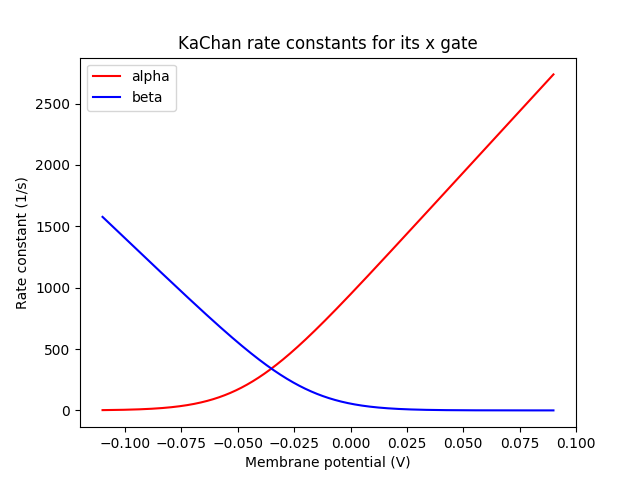 KaChan rate constants for its x gate
alpha
beta
2500
2000
1500
1000
500
0
Rate constant (1/s)
−0.100 −0.075 −0.050 −0.025 0.000 0.025 0.050 0.075 0.100
Membrane potential (V)